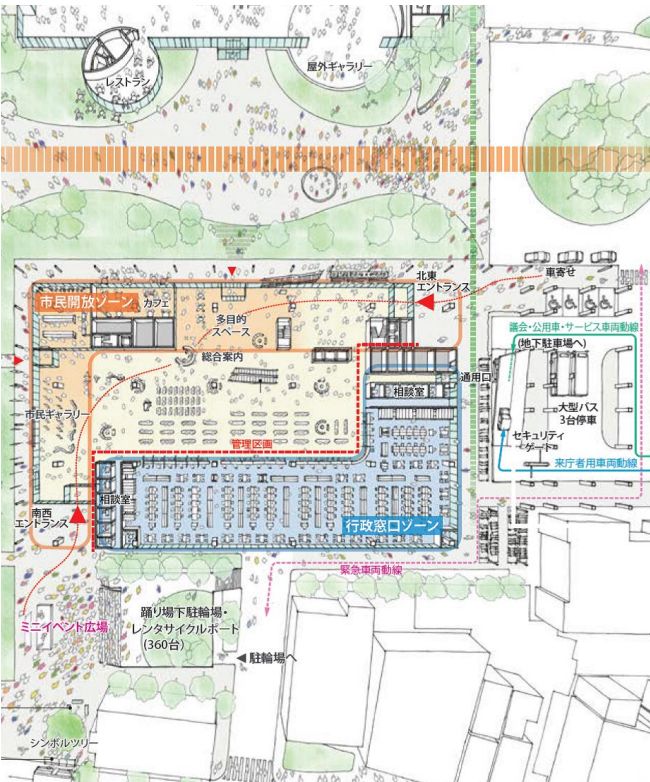 レストラン
屋外ギャラリー
北東
エントランス
車寄せ
市民開放ゾーン
カフェ
多目的
スペース
議会・公用車・サービス車両動線
(地下駐車場へ)
総合案内
通用口
相談室
大型バス
3台停車
市民ギャラリー
管理区画
セキュリティ
ゲート
来庁者用車両動線
相談室
南西
エントランス
行政窓口ゾーン
緊急車両動線
踊り場下駐輪場・
レンタサイクルポート
(360台)
ミニイベント広場
駐輪場へ
シンボルツリー